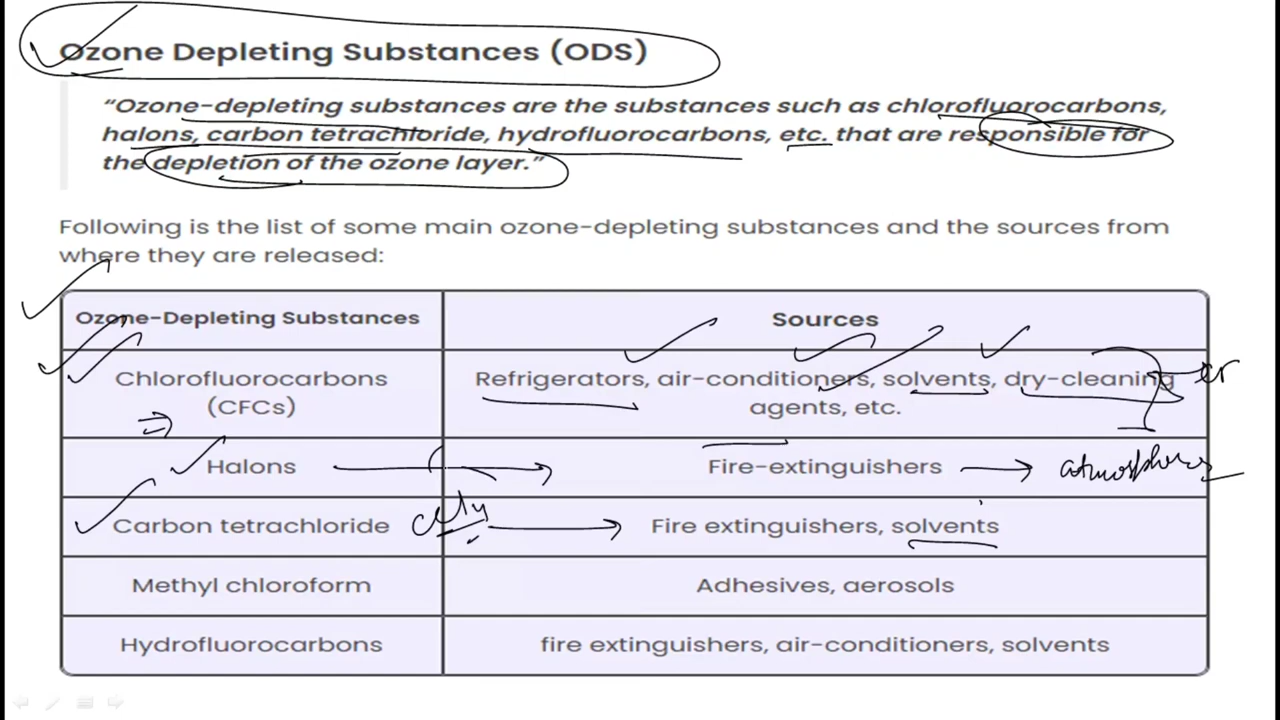 Ozone Depleting Substances (ODS)
“Ozone-depleting substances are the substances such as chlorofluorocarbons,
halons, carbon tetrachloride, hydrofluorocarbons, etc. that are responsible for
the depletion of the ozone layer.”
Following is the list of some main ozone-depleting substances and the sources from
where they are released:
Ozone-Depleting Substances Sources
Chlorofluorocarbons Refrigerators, air-conditioners, solvents, dry-cleaning
(CFCs) agents, etc.
Halons Fire-extinguishers
Carbon tetrachloride Fire extinguishers, solvents
Methyl chloroform Adhesives, aerosols
Hydrofluorocarbons fire extinguishers, air-conditioners, solvents